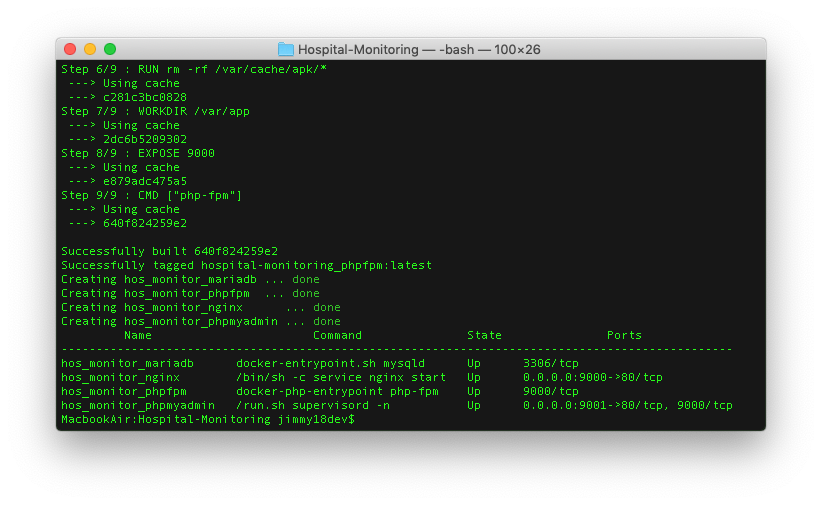 Hospital-Monitoring — -bash — 100×26
Step 6/9 : RUN rm -rf /var/cache/apk/*
 ---> Using cache
 ---> c281c3bc0828
Step 7/9 : WORKDIR /var/app
 ---> Using cache
 ---> 2dc6b5209302
Step 8/9 : EXPOSE 9000
 ---> Using cache
 ---> e879adc475a5
Step 9/9 : CMD ["php-fpm"]
 ---> Using cache
 ---> 640f824259e2
Successfully built 640f824259e2
Successfully tagged hospital-monitoring_phpfpm:latest
Creating hos_monitor_mariadb ... done
Creating hos_monitor_phpfpm  ... done
Creating hos_monitor_nginx      ... done
Creating hos_monitor_phpmyadmin ... done
         Name                       Command               State               Ports
------------------------------------------------------------------------------------------------
hos_monitor_mariadb      docker-entrypoint.sh mysqld      Up      3306/tcp
hos_monitor_nginx        /bin/sh -c service nginx start   Up      0.0.0.0:9000->80/tcp
hos_monitor_phpfpm       docker-php-entrypoint php-fpm    Up      9000/tcp
hos_monitor_phpmyadmin   /run.sh supervisord -n           Up      0.0.0.0:9001->80/tcp, 9000/tcp
MacbookAir:Hospital-Monitoring jimmy18dev$